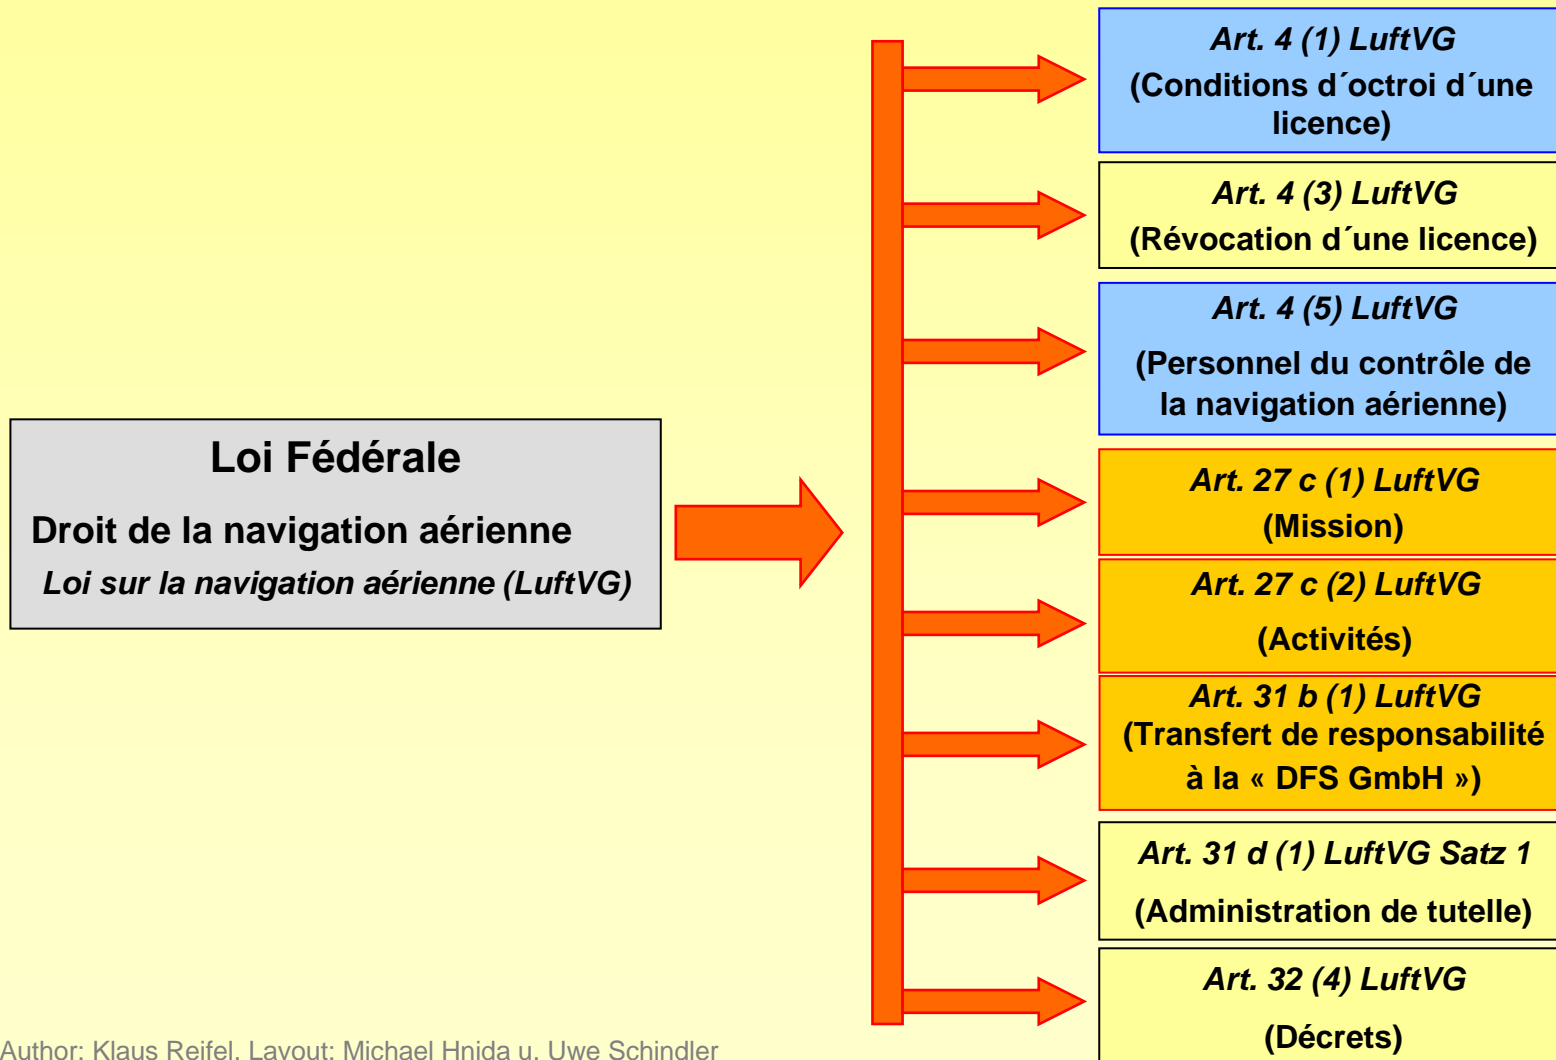 Loi Fédérale
Droit de la navigation aérienne
Loi sur la navigation aérienne (LuftVG)
Art. 4 (1) LuftVG
(Conditions d´octroi d´une
licence)
Art. 4 (3) LuftVG
(Révocation d´une licence)
Art. 4 (5) LuftVG
(Personnel du contrôle de
la navigation aérienne)
Art. 27 c (1) LuftVG
(Mission)
Art. 27 c (2) LuftVG
(Activités)
Art. 31 b (1) LuftVG
(Transfert de responsabilité
à la « DFS GmbH »)
Art. 31 d (1) LuftVG Satz 1
(Administration de tutelle)
Art. 32 (4) LuftVG
(Décrets)
Author: Klaus Reifel, Layout: Michael Hnida u. Uwe Schindler